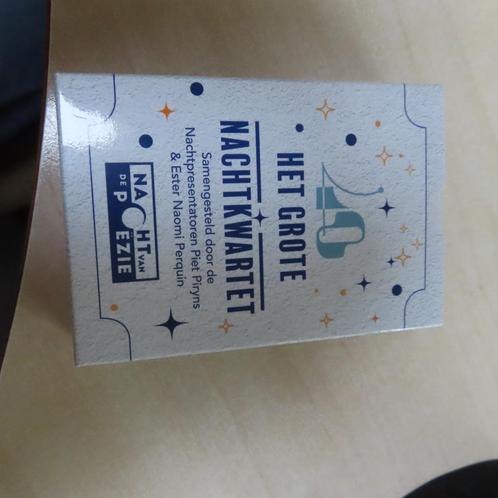 40
HET GROTE
NACHTKWARTET
Samengesteld door de
Nachtpresentatoren Piet Piryns
& Ester Naomi Perquin
NACHT VAN
DE POËZIE